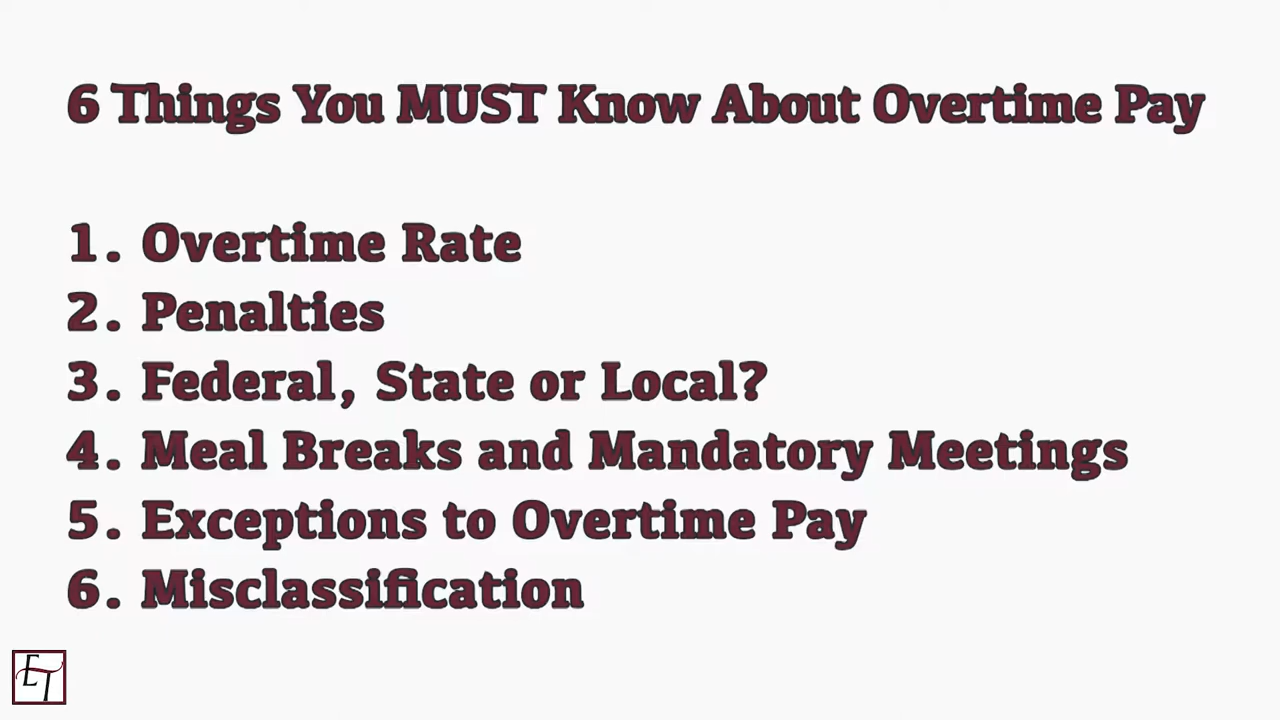 6 Things You MUST Know About Overtime Pay
1. Overtime Rate
2. Penalties
3. Federal, State or Local?
4. Meal Breaks and Mandatory Meetings
5. Exceptions to Overtime Pay
6. Misclassification
ET